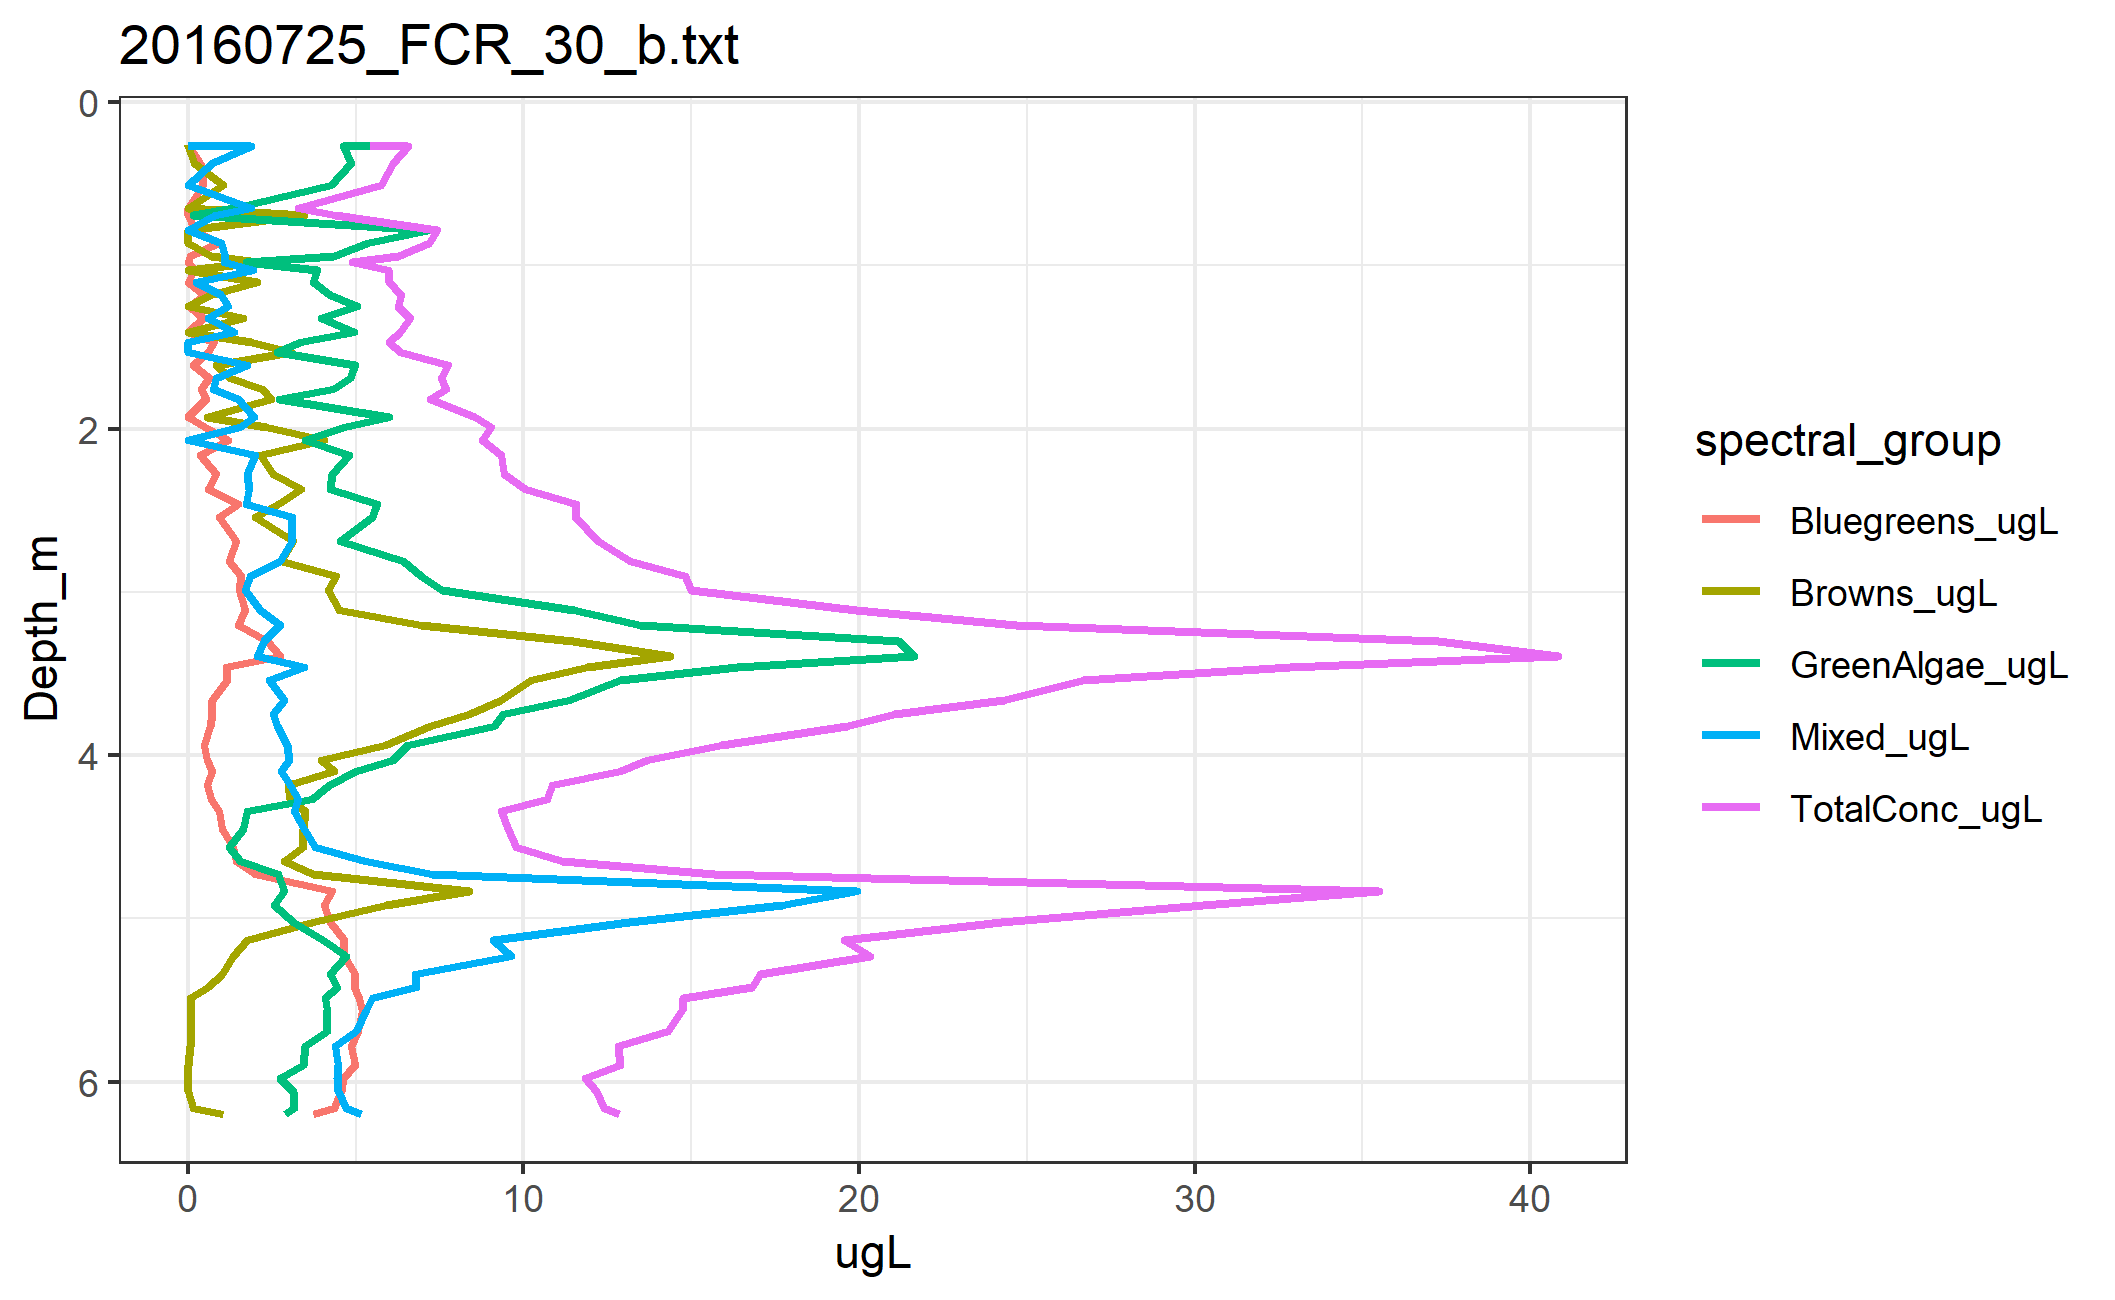 20160725_FCR_30_b.txt
0
2
4
6
Depth_m
0 10 20 30 40
ugL
spectral_group
Bluegreens_ugL
Browns_ugL
GreenAlgae_ugL
Mixed_ugL
TotalConc_ugL